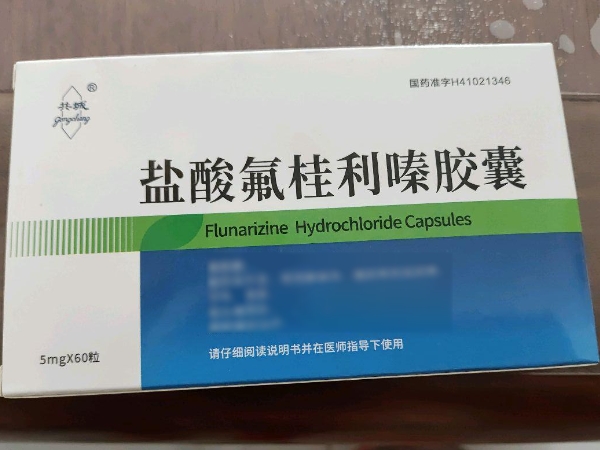 国药准字H41021346
®
Gongchang
盐酸氟桂利嗪胶囊
Flunarizine Hydrochloride Capsules
5mgX60粒
请仔细阅读说明书并在医师指导下使用